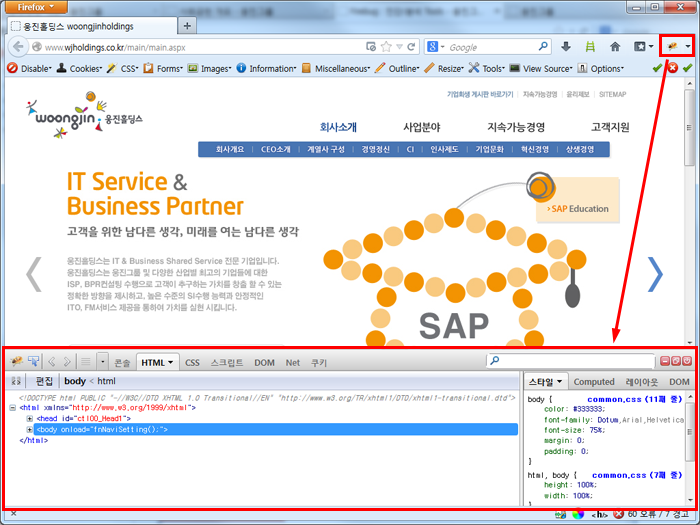 Firefox
웅진홀딩스 woongjinholdings
www.wjholdings.co.kr/main/main.aspx
Google
Disable Cookies CSS Forms Images Information Miscellaneous Outline Resize Tools View Source Options
woongjin 웅진홀딩스
기업회생 게시판 바로가기 지속가능경영 윤리제보 SITEMAP
회사소개 사업분야 지속가능경영 고객지원
회사개요 CEO소개 계열사 구성 경영정신 CI 인사제도 기업문화 혁신경영 상생경영
IT Service &
Business Partner
고객을 위한 남다른 생각, 미래를 여는 남다른 생각
> SAP Education
웅진홀딩스는 IT & Business Shared Service 전문 기업입니다.
웅진홀딩스는 웅진그룹 및 다양한 산업별 최고의 기업들에 대한
ISP, BPR컨설팅 수행으로 고객이 추구하는 가치를 창출 할 수 있는
정확한 방향을 제시하고, 높은 수준의 SI수행 능력과 안정적인
ITO, FM서비스 제공을 통하여 가치를 실현 시킵니다.
SAP
콘솔 HTML CSS 스크립트 DOM Net 쿠키
편집 body < html
<!DOCTYPE html PUBLIC "-//W3C//DTD XHTML 1.0 Transitional//EN" "http://www.w3.org/TR/xhtml1/DTD/xhtml1-transitional.dtd">
<html xmlns="http://www.w3.org/1999/xhtml">
<head id="ctl00_Head1">
<body onload="fnNaviSetting();">
</html>
스타일 Computed 레이아웃 DOM
body { common.css (11째 줄)
color: #333333;
font-family: Dotum,Arial,Helvetica
font-size: 75%;
margin: 0;
padding: 0;
}
html, body { common.css (7째 줄)
height: 100%;
width: 100%;
}
<h/> 60 오류 / 7 경고